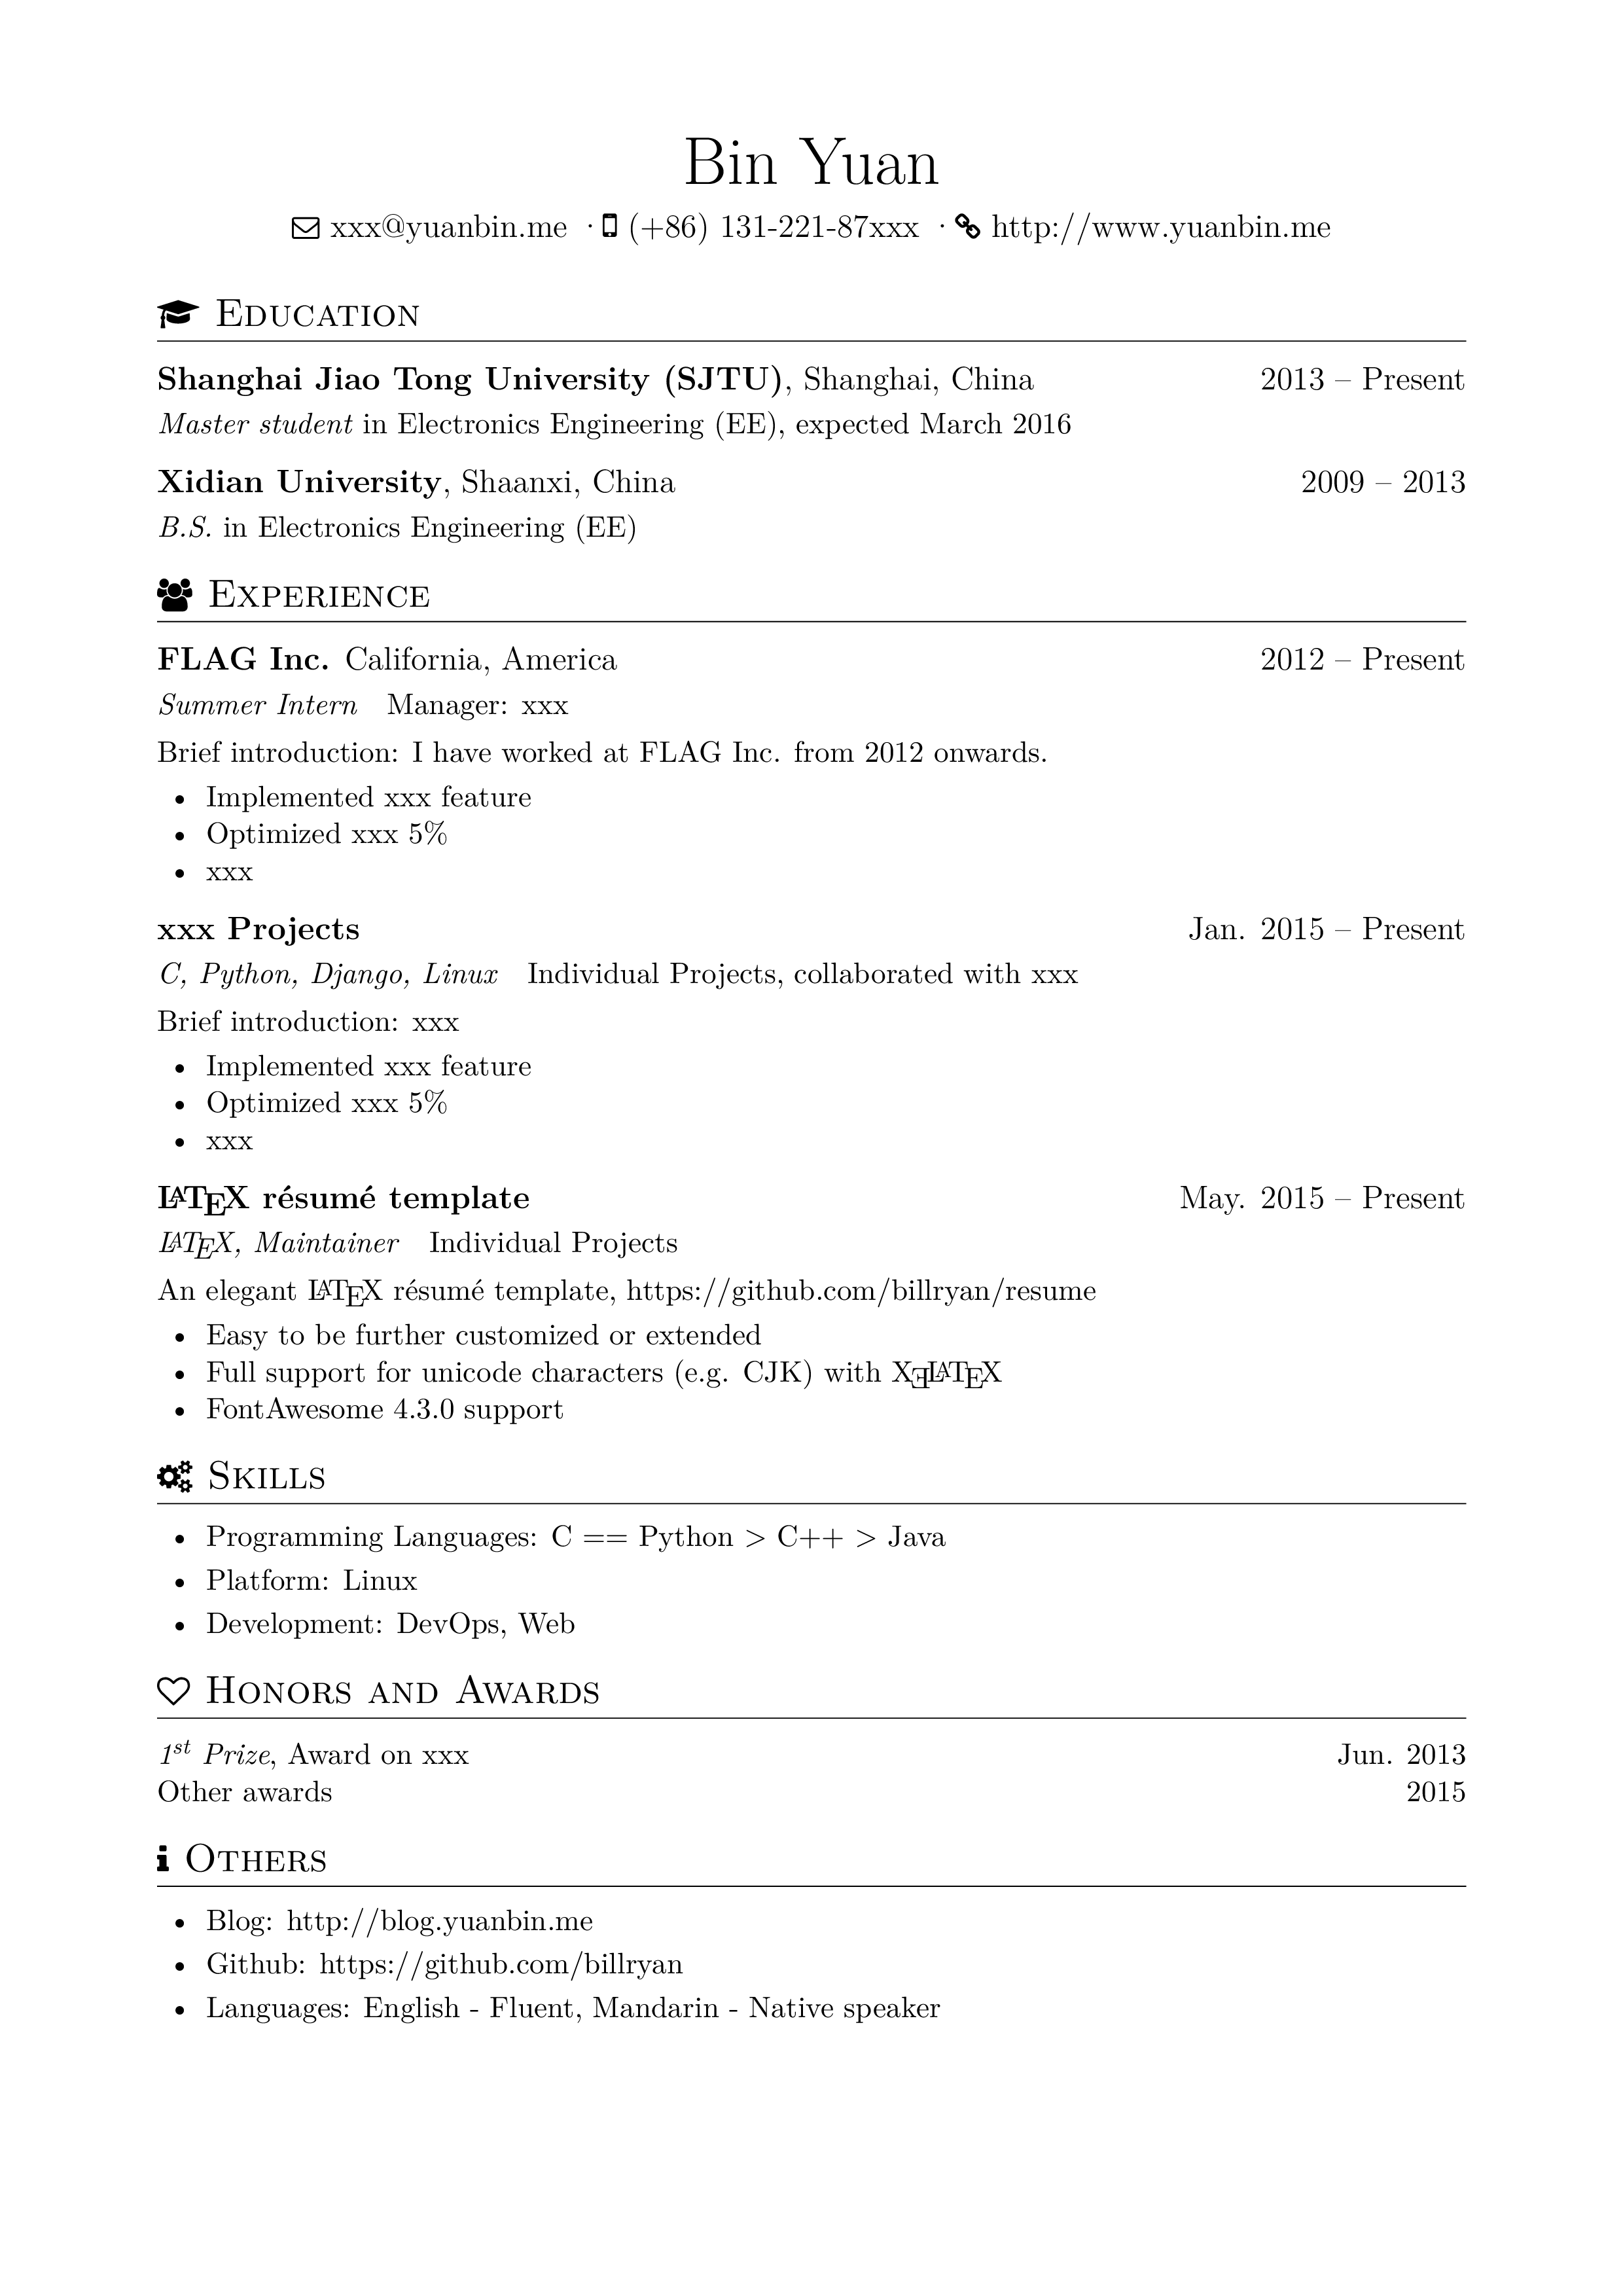 Bin Yuan
xxx@yuanbin.me · (+86) 131-221-87xxx · http://www.yuanbin.me
Education
Shanghai Jiao Tong University (SJTU), Shanghai, China 2013 – Present
Master student in Electronics Engineering (EE), expected March 2016
Xidian University, Shaanxi, China 2009 – 2013
B.S. in Electronics Engineering (EE)
Experience
FLAG Inc. California, America 2012 – Present
Summer Intern Manager: xxx
Brief introduction: I have worked at FLAG Inc. from 2012 onwards.
• Implemented xxx feature
• Optimized xxx 5%
• xxx
xxx Projects Jan. 2015 – Present
C, Python, Django, Linux Individual Projects, collaborated with xxx
Brief introduction: xxx
• Implemented xxx feature
• Optimized xxx 5%
• xxx
LATEX résumé template May. 2015 – Present
LATEX, Maintainer Individual Projects
An elegant LATEX résumé template, https://github.com/billryan/resume
• Easy to be further customized or extended
• Full support for unicode characters (e.g. CJK) with XƎLATEX
• FontAwesome 4.3.0 support
Skills
• Programming Languages: C == Python > C++ > Java
• Platform: Linux
• Development: DevOps, Web
Honors and Awards
1st Prize, Award on xxx Jun. 2013
Other awards 2015
Others
• Blog: http://blog.yuanbin.me
• Github: https://github.com/billryan
• Languages: English - Fluent, Mandarin - Native speaker